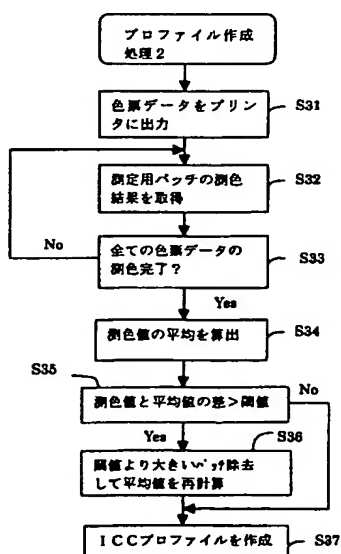 プロファイル作成
処理2
色票データをプリン
タに出力
S31
測定用パッチの測色
結果を取得
S32
No
全ての色票データの
測色完了?
S33
Yes
測色値の平均を算出
S34
S35
測色値と平均値の差>閾値
No
Yes
S36
閾値より大きいパッチ除去
して平均値を再計算
ICCプロファイルを作成
S37